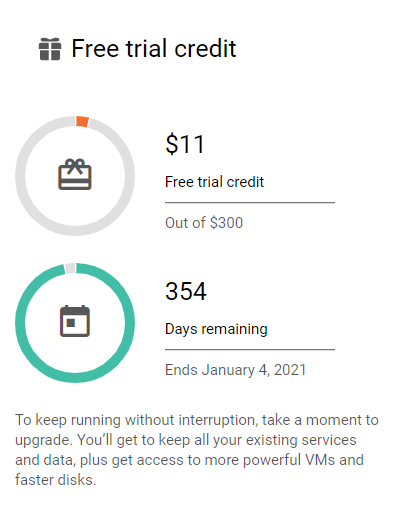 Free trial credit
$11
Free trial credit
Out of $300
354
Days remaining
Ends January 4, 2021
To keep running without interruption, take a moment to
upgrade. You'll get to keep all your existing services
and data, plus get access to more powerful VMs and
faster disks.